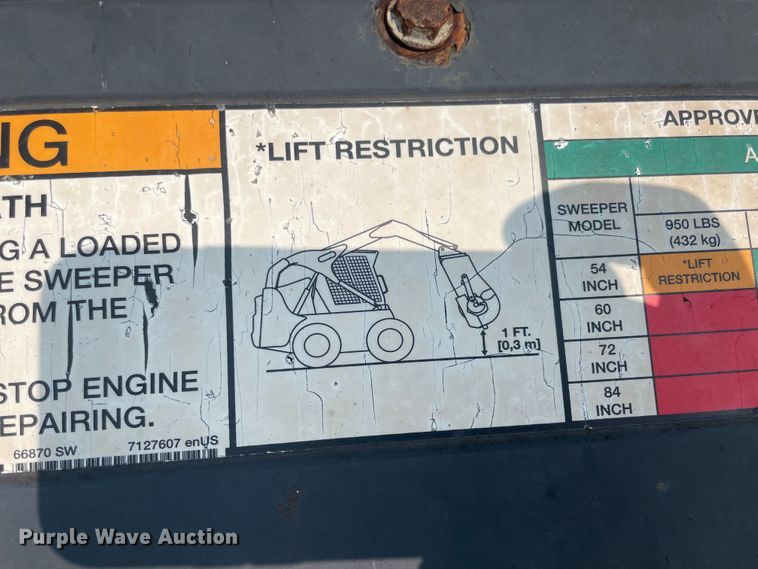 NG
ATH
G A LOADED
E SWEEPER
ROM THE
STOP ENGINE
EPAIRING.
66870 SW 7127607 enUS
*LIFT RESTRICTION
1 FT.
[0,3 m]
APPROVE
A
SWEEPER
MODEL
950 LBS
(432 kg)
54
INCH
*LIFT
RESTRICTION
60
INCH
72
INCH
84
INCH
Purple Wave Auction